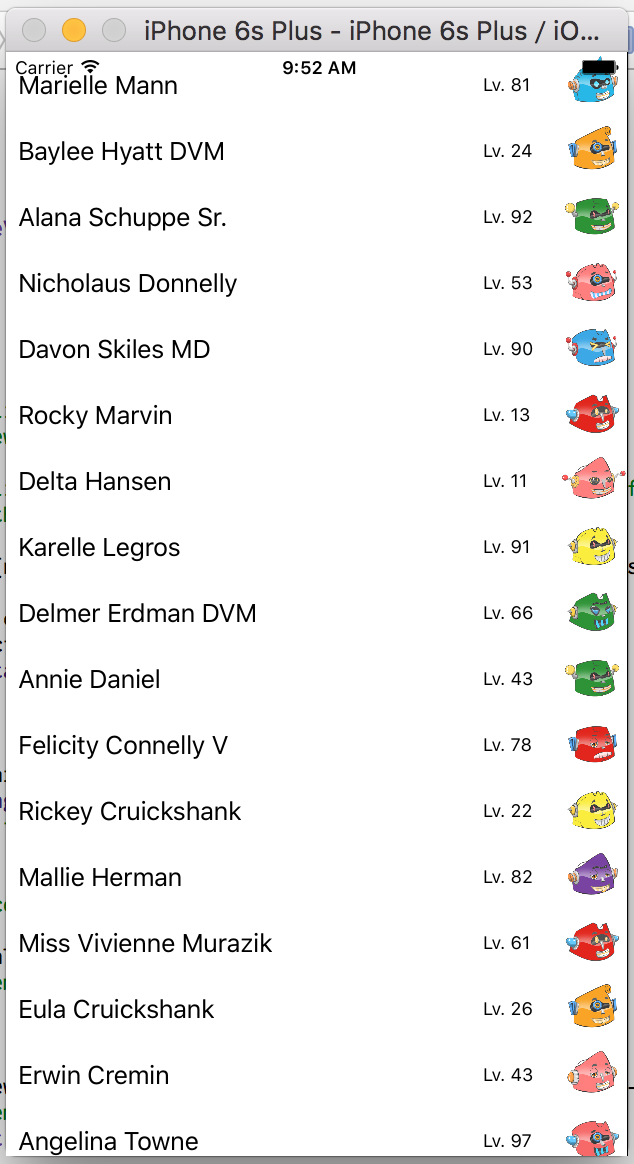 iPhone 6s Plus - iPhone 6s Plus / iO...
Carrier 9:52 AM
Marielle Mann Lv. 81
Baylee Hyatt DVM Lv. 24
Alana Schuppe Sr. Lv. 92
Nicholaus Donnelly Lv. 53
Davon Skiles MD Lv. 90
Rocky Marvin Lv. 13
Delta Hansen Lv. 11
Karelle Legros Lv. 91
Delmer Erdman DVM Lv. 66
Annie Daniel Lv. 43
Felicity Connelly V Lv. 78
Rickey Cruickshank Lv. 22
Mallie Herman Lv. 82
Miss Vivienne Murazik Lv. 61
Eula Cruickshank Lv. 26
Erwin Cremin Lv. 43
Angelina Towne Lv. 97